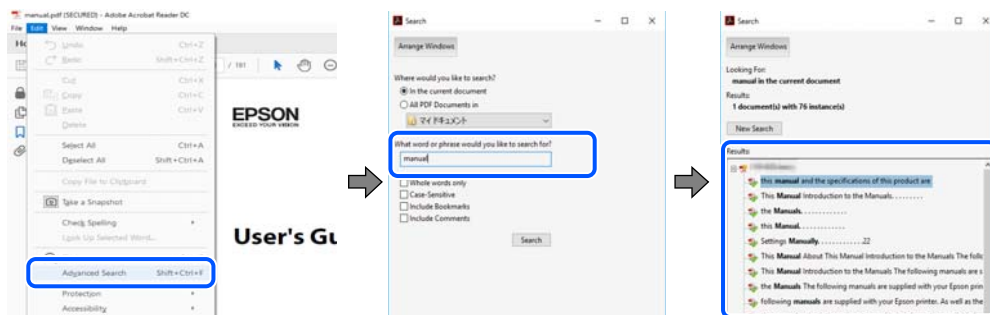 manual.pdf (SECURED) - Adobe Acrobat Reader DC
File Edit View Window Help
Undo Ctrl+Z
Redo Shift+Ctrl+Z
Cut Ctrl+X
Copy Ctrl+C
Paste Ctrl+V
Delete
Select All Ctrl+A
Deselect All Shift+Ctrl+A
Copy File to Clipboard
Take a Snapshot
Check Spelling
Look Up Selected Word...
Advanced Search Shift+Ctrl+F
Protection
Accessibility
/ 191
EPSON
EXCEED YOUR VISION
User's Gu
Search
Arrange Windows
Where would you like to search?
In the current document
All PDF Documents in
マイ ドキュメント
What word or phrase would you like to search for?
manual
Whole words only
Case-Sensitive
Include Bookmarks
Include Comments
Search
Search
Arrange Windows
Looking For:
manual in the current document
Results:
1 document(s) with 76 instance(s)
New Search
Results:
this manual and the specifications of this product are
This Manual Introduction to the Manuals. . . . . . . . .
the Manuals. . . . . . . . . . . . .
this Manual. . . . . . . . . . . . .
Settings Manually. . . . . . . . . . . .22
This Manual About This Manual Introduction to the Manuals The follo
This Manual Introduction to the Manuals The following manuals are s
the Manuals The following manuals are supplied with your Epson prin
following manuals are supplied with your Epson printer. As well as the